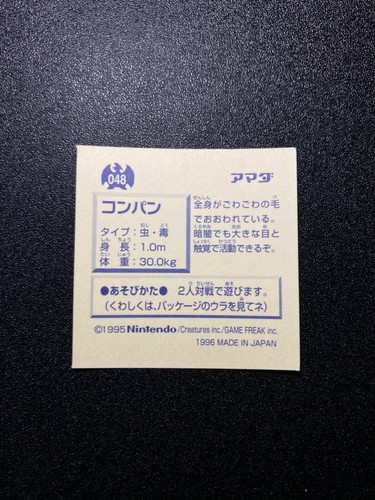 048
アマダ
コンパン
タイプ：虫・毒
身長：1.0m
体重：30.0kg
全身がごわごわの毛
でおおわれている。
暗闇でも大きな目と
触覚で活動できるぞ。
●あそびかた● 2人対戦で遊びます。
(くわしくは、パッケージのウラを見てネ)
©1995 Nintendo/Creatures inc./GAME FREAK inc.
1996 MADE IN JAPAN